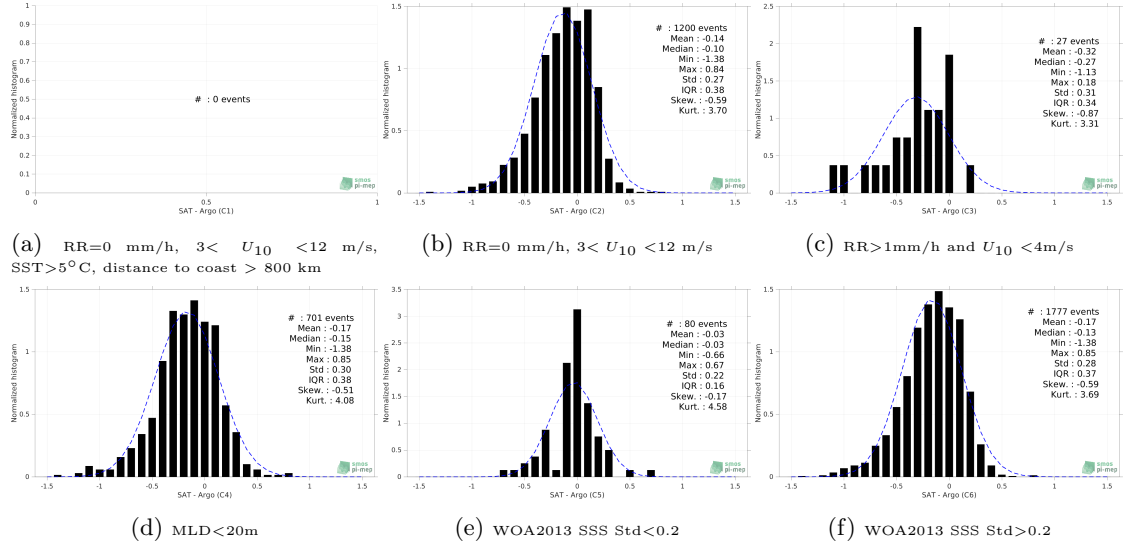 1
0.9
0.8
0.7
0.6
0.5
0.4
0.3
0.2
0.1
0
Normalized histogram
# : 0 events
0 0.5 1
SAT - Argo (C1)
smos
pi-mep
(a) RR=0 mm/h, 3< U10 <12 m/s,
SST>5°C, distance to coast > 800 km
1.5
1
0.5
0
Normalized histogram
# : 1200 events
Mean : -0.14
Median : -0.10
Min : -1.38
Max : 0.84
Std : 0.27
IQR : 0.38
Skew. : -0.59
Kurt. : 3.70
-1.5 -1 -0.5 0 0.5 1 1.5
SAT - Argo (C2)
smos
pi-mep
(b) RR=0 mm/h, 3< U10 <12 m/s
2.5
2
1.5
1
0.5
0
Normalized histogram
# : 27 events
Mean : -0.32
Median : -0.27
Min : -1.13
Max : 0.18
Std : 0.31
IQR : 0.34
Skew. : -0.87
Kurt. : 3.31
-1.5 -1 -0.5 0 0.5 1 1.5
SAT - Argo (C3)
smos
pi-mep
(c) RR>1mm/h and U10 <4m/s
1.5
1
0.5
0
Normalized histogram
# : 701 events
Mean : -0.17
Median : -0.15
Min : -1.38
Max : 0.85
Std : 0.30
IQR : 0.38
Skew. : -0.51
Kurt. : 4.08
-1.5 -1 -0.5 0 0.5 1 1.5
SAT - Argo (C4)
smos
pi-mep
(d) MLD<20m
3.5
3
2.5
2
1.5
1
0.5
0
Normalized histogram
# : 80 events
Mean : -0.03
Median : -0.03
Min : -0.66
Max : 0.67
Std : 0.22
IQR : 0.16
Skew. : -0.17
Kurt. : 4.58
-1.5 -1 -0.5 0 0.5 1 1.5
SAT - Argo (C5)
smos
pi-mep
(e) WOA2013 SSS Std<0.2
1.5
1
0.5
0
Normalized histogram
# : 1777 events
Mean : -0.17
Median : -0.13
Min : -1.38
Max : 0.85
Std : 0.28
IQR : 0.37
Skew. : -0.59
Kurt. : 3.69
-1.5 -1 -0.5 0 0.5 1 1.5
SAT - Argo (C6)
smos
pi-mep
(f) WOA2013 SSS Std>0.2